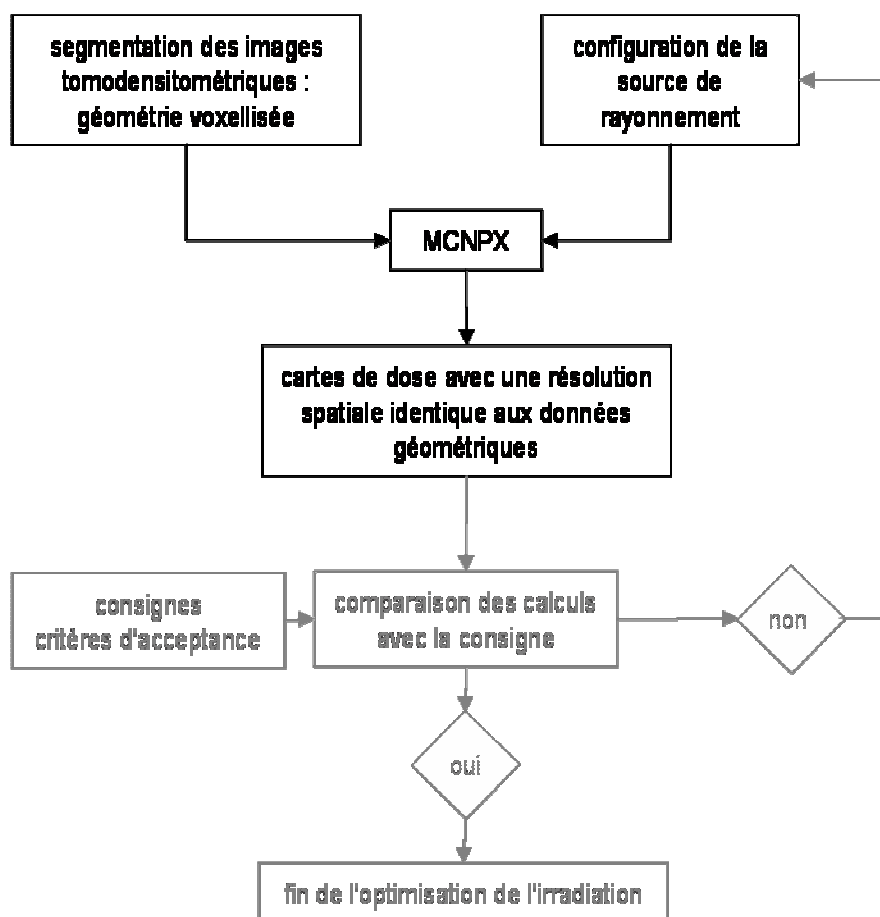 segmentation des images
tomodensitométriques :
géométrie voxellisée
configuration de la
source de
rayonnement
MCNPX
cartes de dose avec une résolution
spatiale identique aux données
géométriques
consignes
critères d'acceptance
comparaison des calculs
avec la consigne
non
oui
fin de l'optimisation de l'irradiation